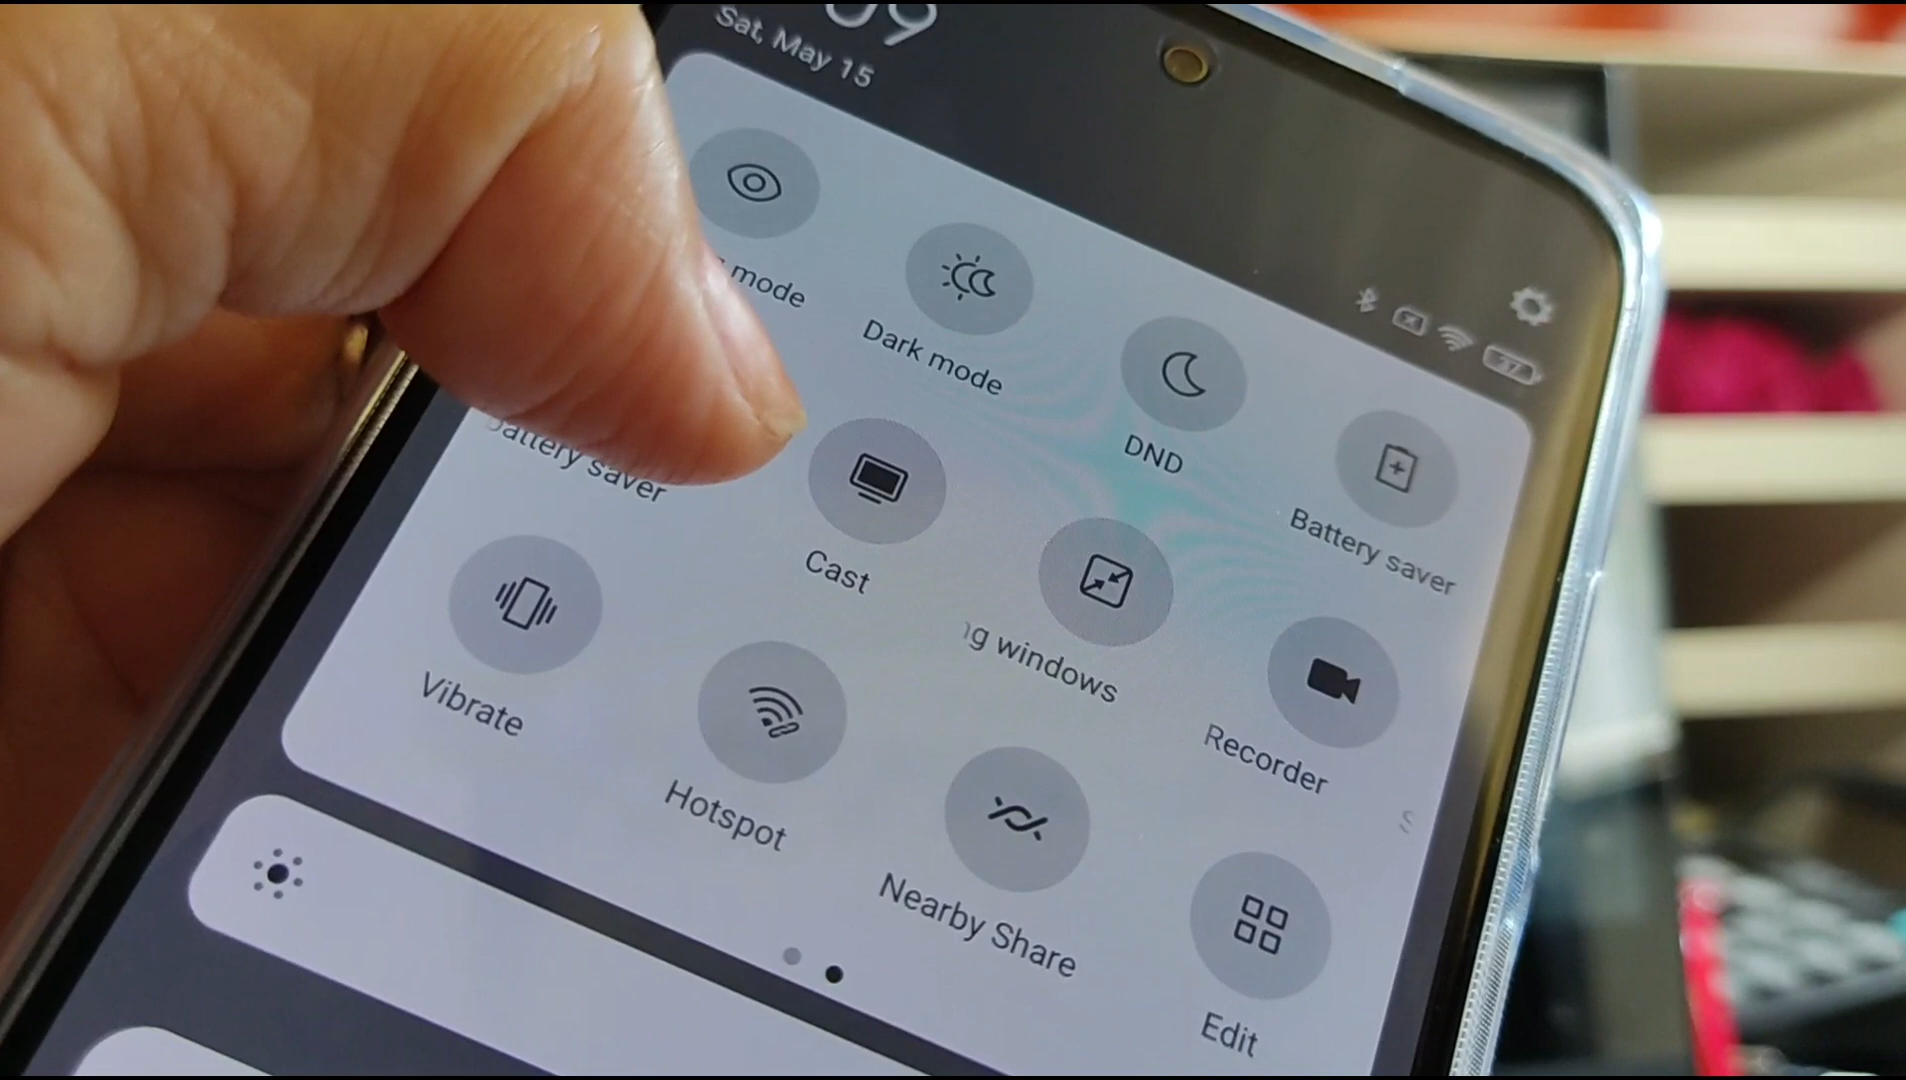 09
Sat, May 15
mode
Dark mode
DND
Battery saver
Battery saver
Cast
g windows
Recorder
S
Vibrate
Hotspot
Nearby Share
Edit